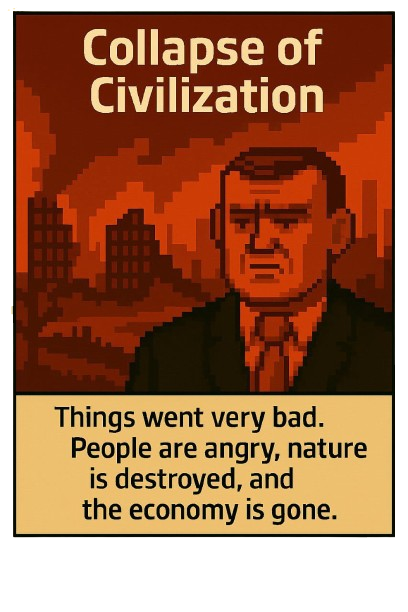 Collapse of
Civilization
Things went very bad.
People are angry, nature
is destroyed, and
the economy is gone.